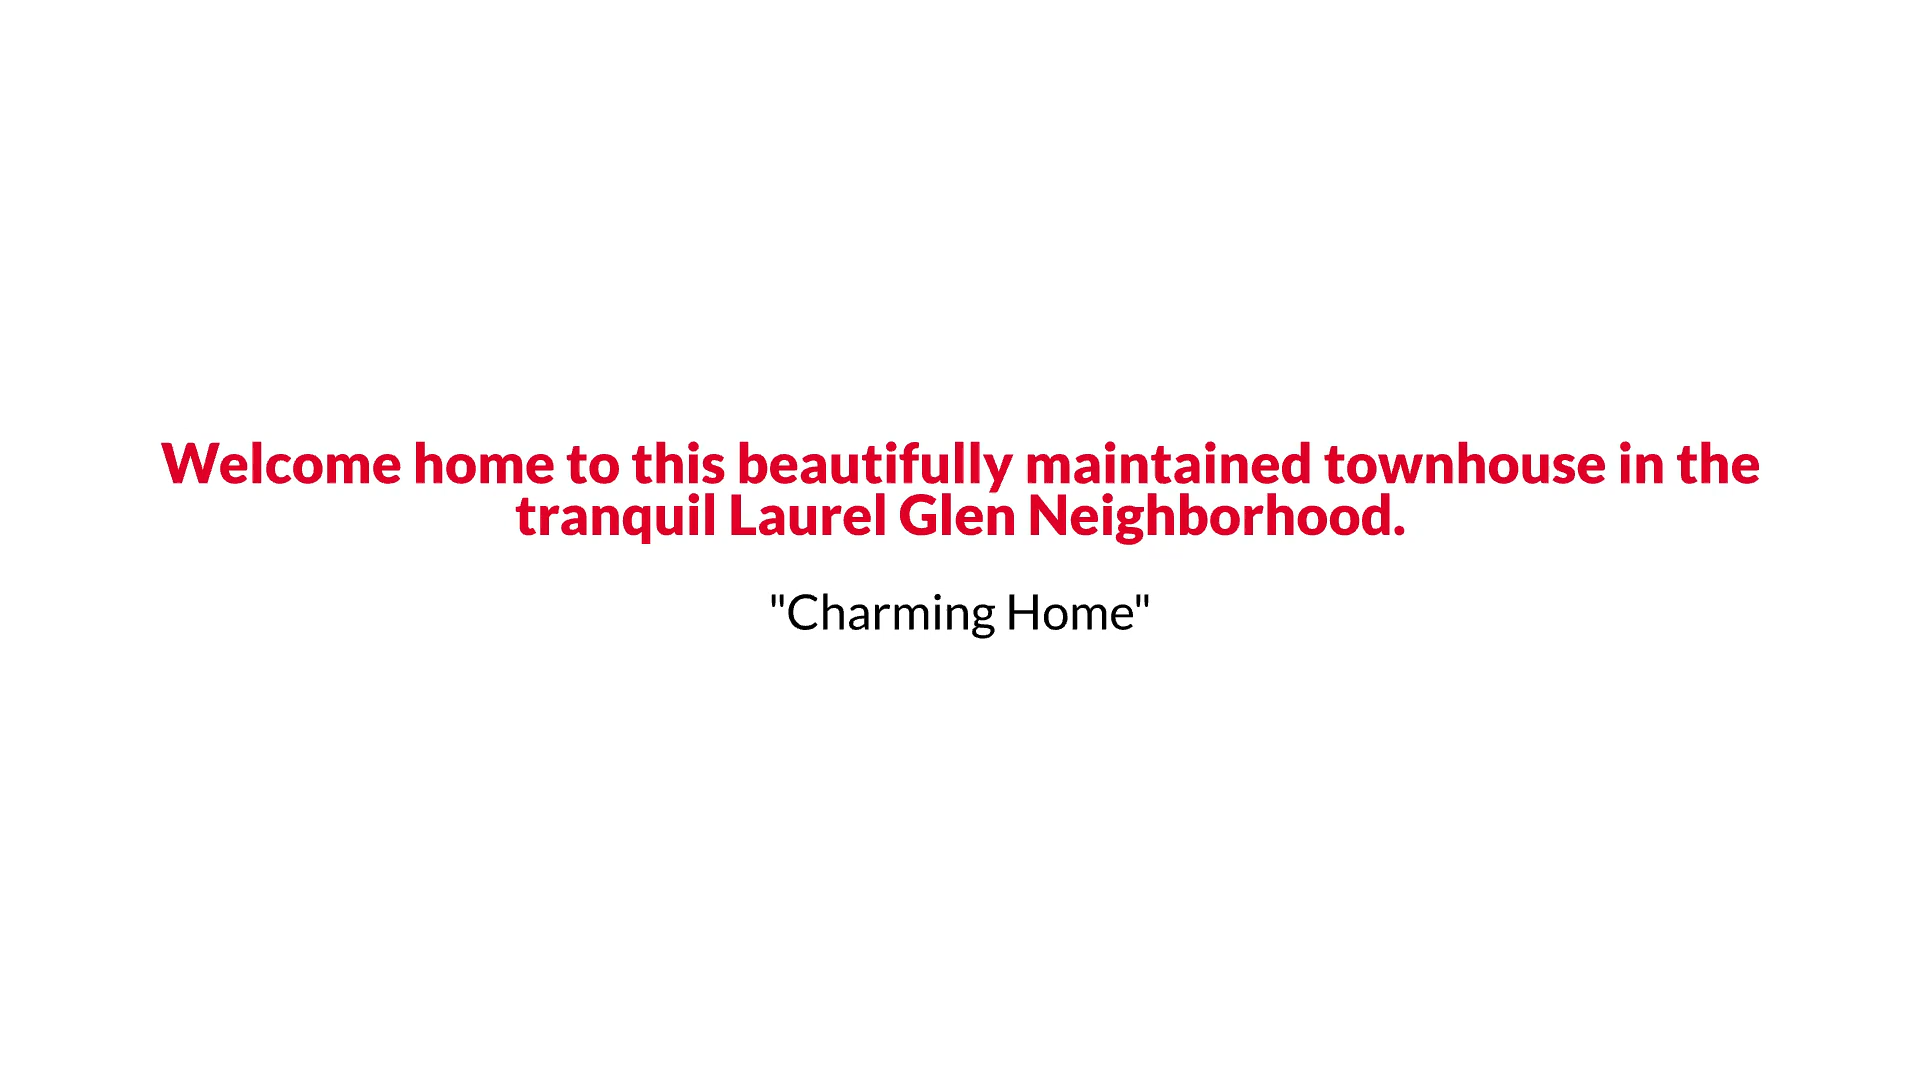 Welcome home to this beautifully maintained townhouse in the
tranquil Laurel Glen Neighborhood.
"Charming Home"